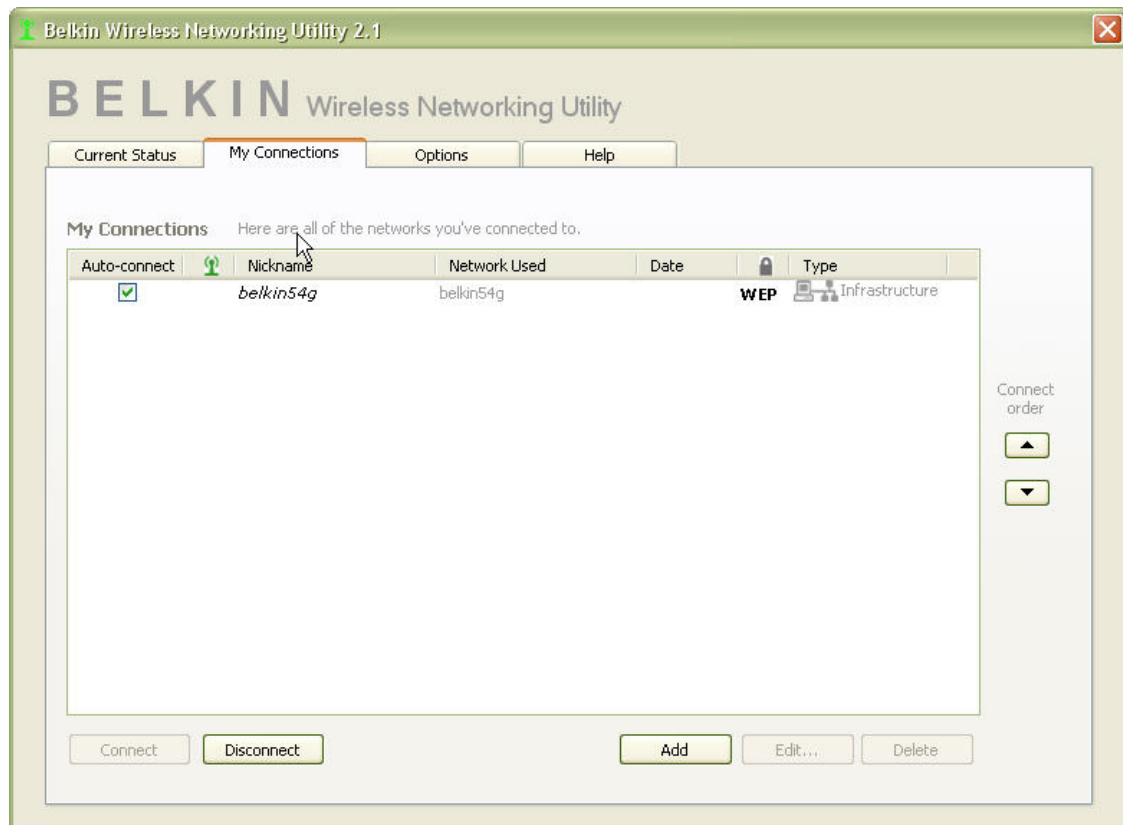 Belkin Wireless Networking Utility 2.1
BELKIN Wireless Networking Utility
Current Status My Connections Options Help
My Connections Here are all of the networks you've connected to.
Auto-connect Nickname Network Used Date Type
belkin54g belkin54g WEP Infrastructure
Connect order
Connect Disconnect Add Edit... Delete